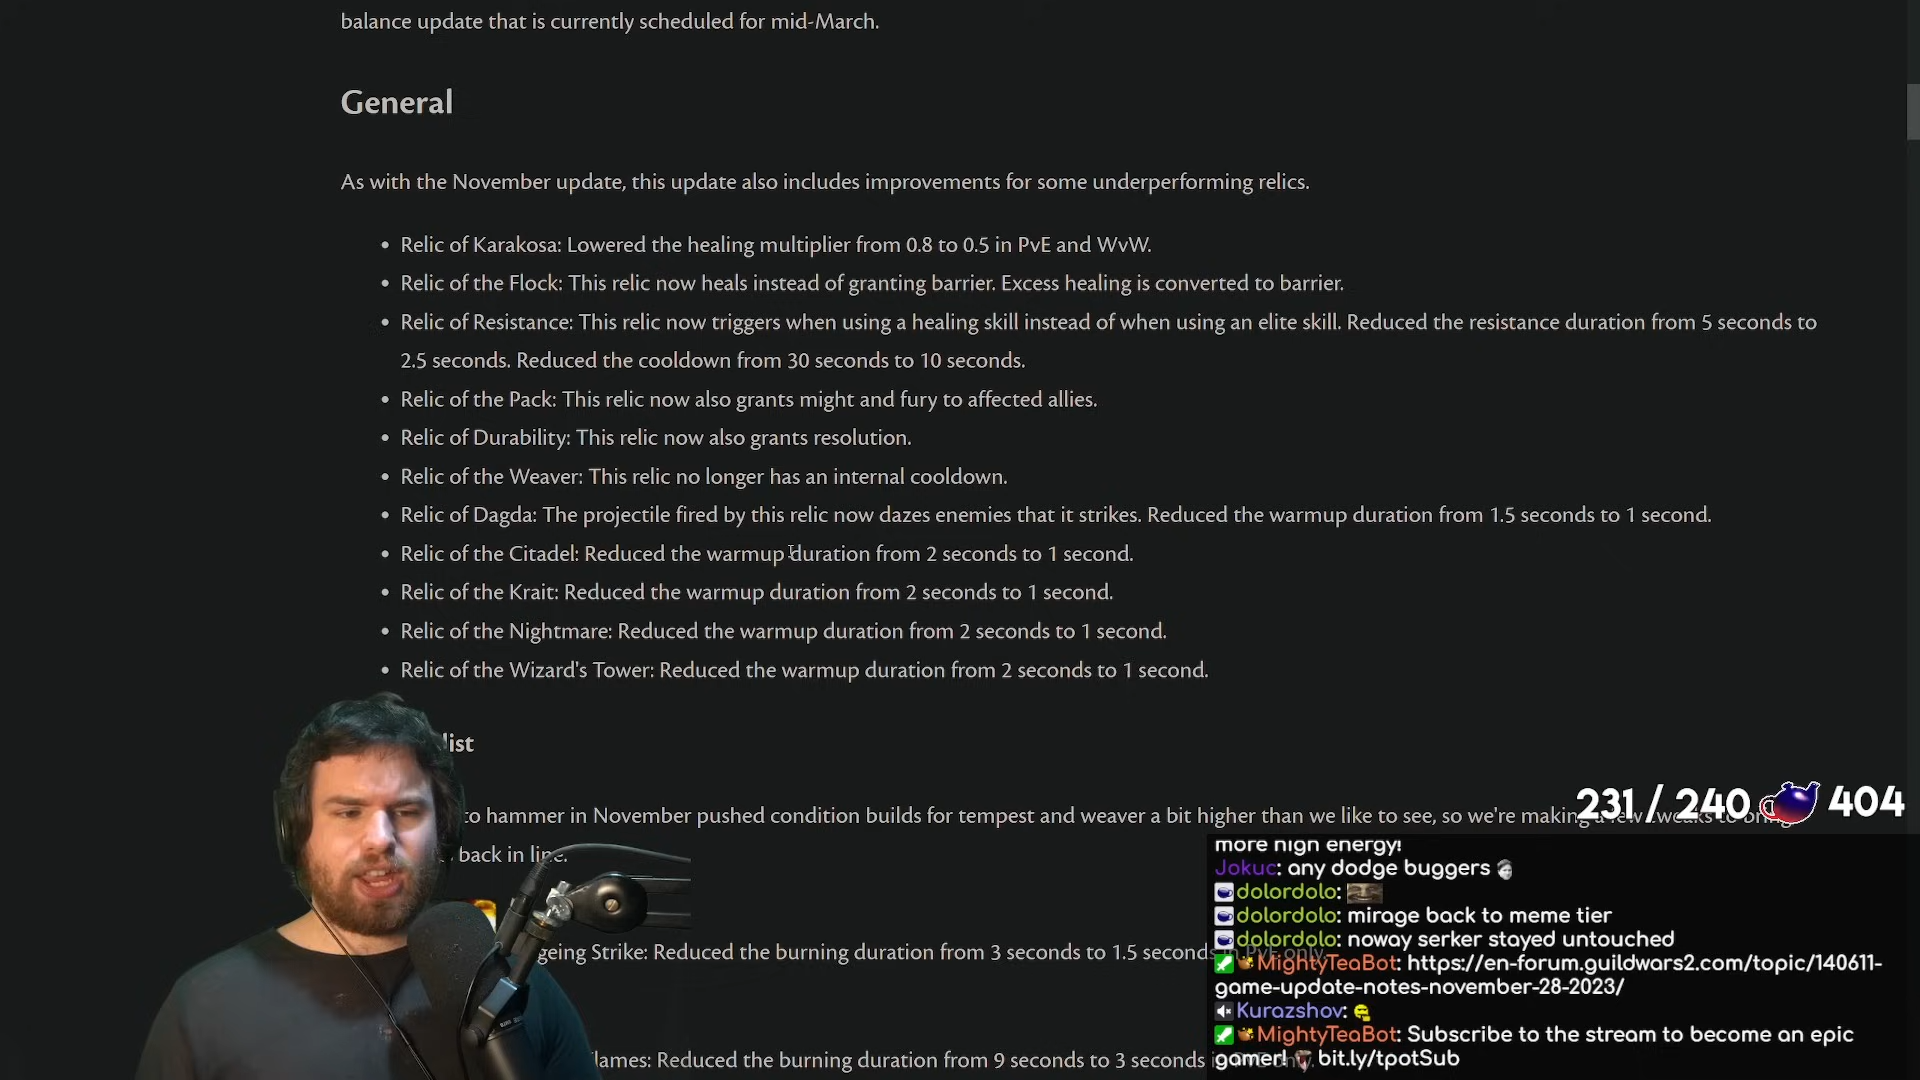 balance update that is currently scheduled for mid-March.
General
As with the November update, this update also includes improvements for some underperforming relics.
• Relic of Karakosa: Lowered the healing multiplier from 0.8 to 0.5 in PvE and WvW.
• Relic of the Flock: This relic now heals instead of granting barrier. Excess healing is converted to barrier.
• Relic of Resistance: This relic now triggers when using a healing skill instead of when using an elite skill. Reduced the resistance duration from 5 seconds to
2.5 seconds. Reduced the cooldown from 30 seconds to 10 seconds.
• Relic of the Pack: This relic now also grants might and fury to affected allies.
• Relic of Durability: This relic now also grants resolution.
• Relic of the Weaver: This relic no longer has an internal cooldown.
• Relic of Dagda: The projectile fired by this relic now dazes enemies that it strikes. Reduced the warmup duration from 1.5 seconds to 1 second.
• Relic of the Citadel: Reduced the warmup duration from 2 seconds to 1 second.
• Relic of the Krait: Reduced the warmup duration from 2 seconds to 1 second.
• Relic of the Nightmare: Reduced the warmup duration from 2 seconds to 1 second.
• Relic of the Wizard's Tower: Reduced the warmup duration from 2 seconds to 1 second.
list
to hammer in November pushed condition builds for tempest and weaver a bit higher than we like to see, so we're making a few tweaks to bring
back in line.
geing Strike: Reduced the burning duration from 3 seconds to 1.5 seconds in PvE only.
lames: Reduced the burning duration from 9 seconds to 3 seconds
231 / 240 404
more high energy!
Jokuc: any dodge buggers
dolordolo:
dolordolo: mirage back to meme tier
dolordolo: noway serker stayed untouched
MightyTeaBot: https://en-forum.guildwars2.com/topic/140611-
game-update-notes-november-28-2023/
Kurazshov:
MightyTeaBot: Subscribe to the stream to become an epic
gamer! bit.ly/tpotSub